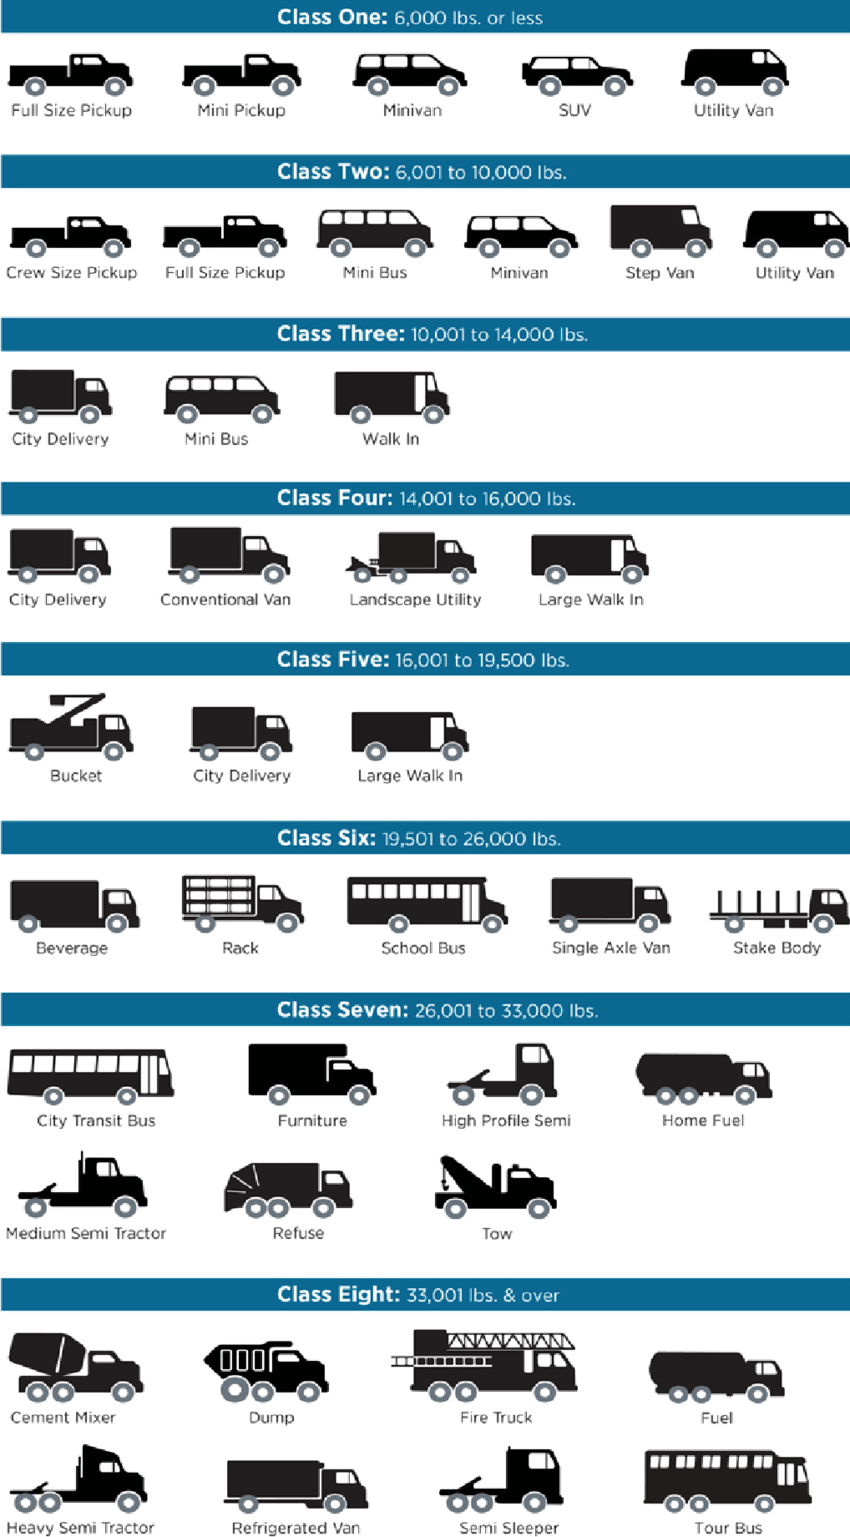 Class One: 6,000 lbs. or less
Full Size Pickup Mini Pickup Minivan SUV Utility Van
Class Two: 6,001 to 10,000 lbs.
Crew Size Pickup Full Size Pickup Mini Bus Minivan Step Van Utility Van
Class Three: 10,001 to 14,000 lbs.
City Delivery Mini Bus Walk In
Class Four: 14,001 to 16,000 lbs.
City Delivery Conventional Van Landscape Utility Large Walk In
Class Five: 16,001 to 19,500 lbs.
Bucket City Delivery Large Walk In
Class Six: 19,501 to 26,000 lbs.
Beverage Rack School Bus Single Axle Van Stake Body
Class Seven: 26,001 to 33,000 lbs.
City Transit Bus Furniture High Profile Semi Home Fuel
Medium Semi Tractor Refuse Tow
Class Eight: 33,001 lbs. & over
Cement Mixer Dump Fire Truck Fuel
Heavy Semi Tractor Refrigerated Van Semi Sleeper Tour Bus